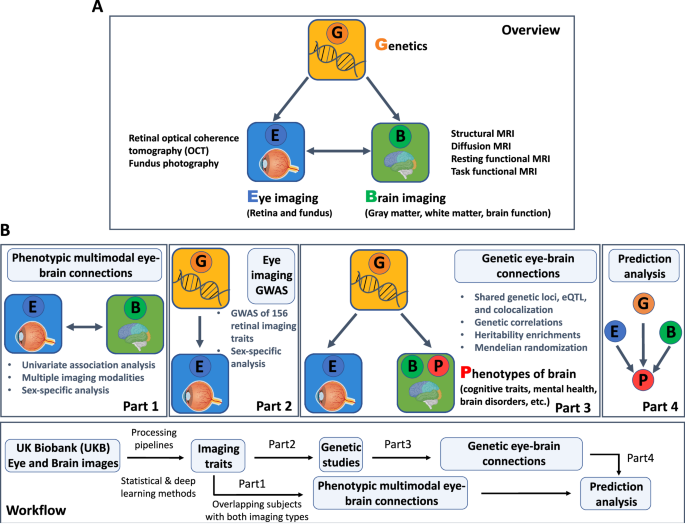 A
Overview
G
Genetics
Retinal optical coherence
tomography (OCT)
Fundus photography
E
B
Structural MRI
Diffusion MRI
Resting functional MRI
Task functional MRI
Eye imaging
(Retina and fundus)
Brain imaging
(Gray matter, white matter, brain function)
B
Phenotypic multimodal eye-
brain connections
E
B
• Univariate association analysis
• Multiple imaging modalities
• Sex-specific analysis
Part 1
G
Eye
imaging
GWAS
• GWAS of 156
retinal imaging
traits
• Sex-specific
analysis
E
Part 2
G
Genetic eye-brain
connections
• Shared genetic loci, eQTL,
and colocalization
• Genetic correlations
• Heritability enrichments
• Mendelian randomization
E
B P
Phenotypes of brain
(cognitive traits, mental health,
brain disorders, etc.)
Part 3
Prediction
analysis
G
E
B
P
Part 4
UK Biobank (UKB)
Eye and Brain images
Processing
pipelines
Statistical & deep
learning methods
Imaging
traits
Part2
Genetic
studies
Part3
Genetic eye-brain
connections
Part4
Part1
Overlapping subjects
with both imaging types
Phenotypic multimodal eye-
brain connections
Prediction
analysis
Workflow